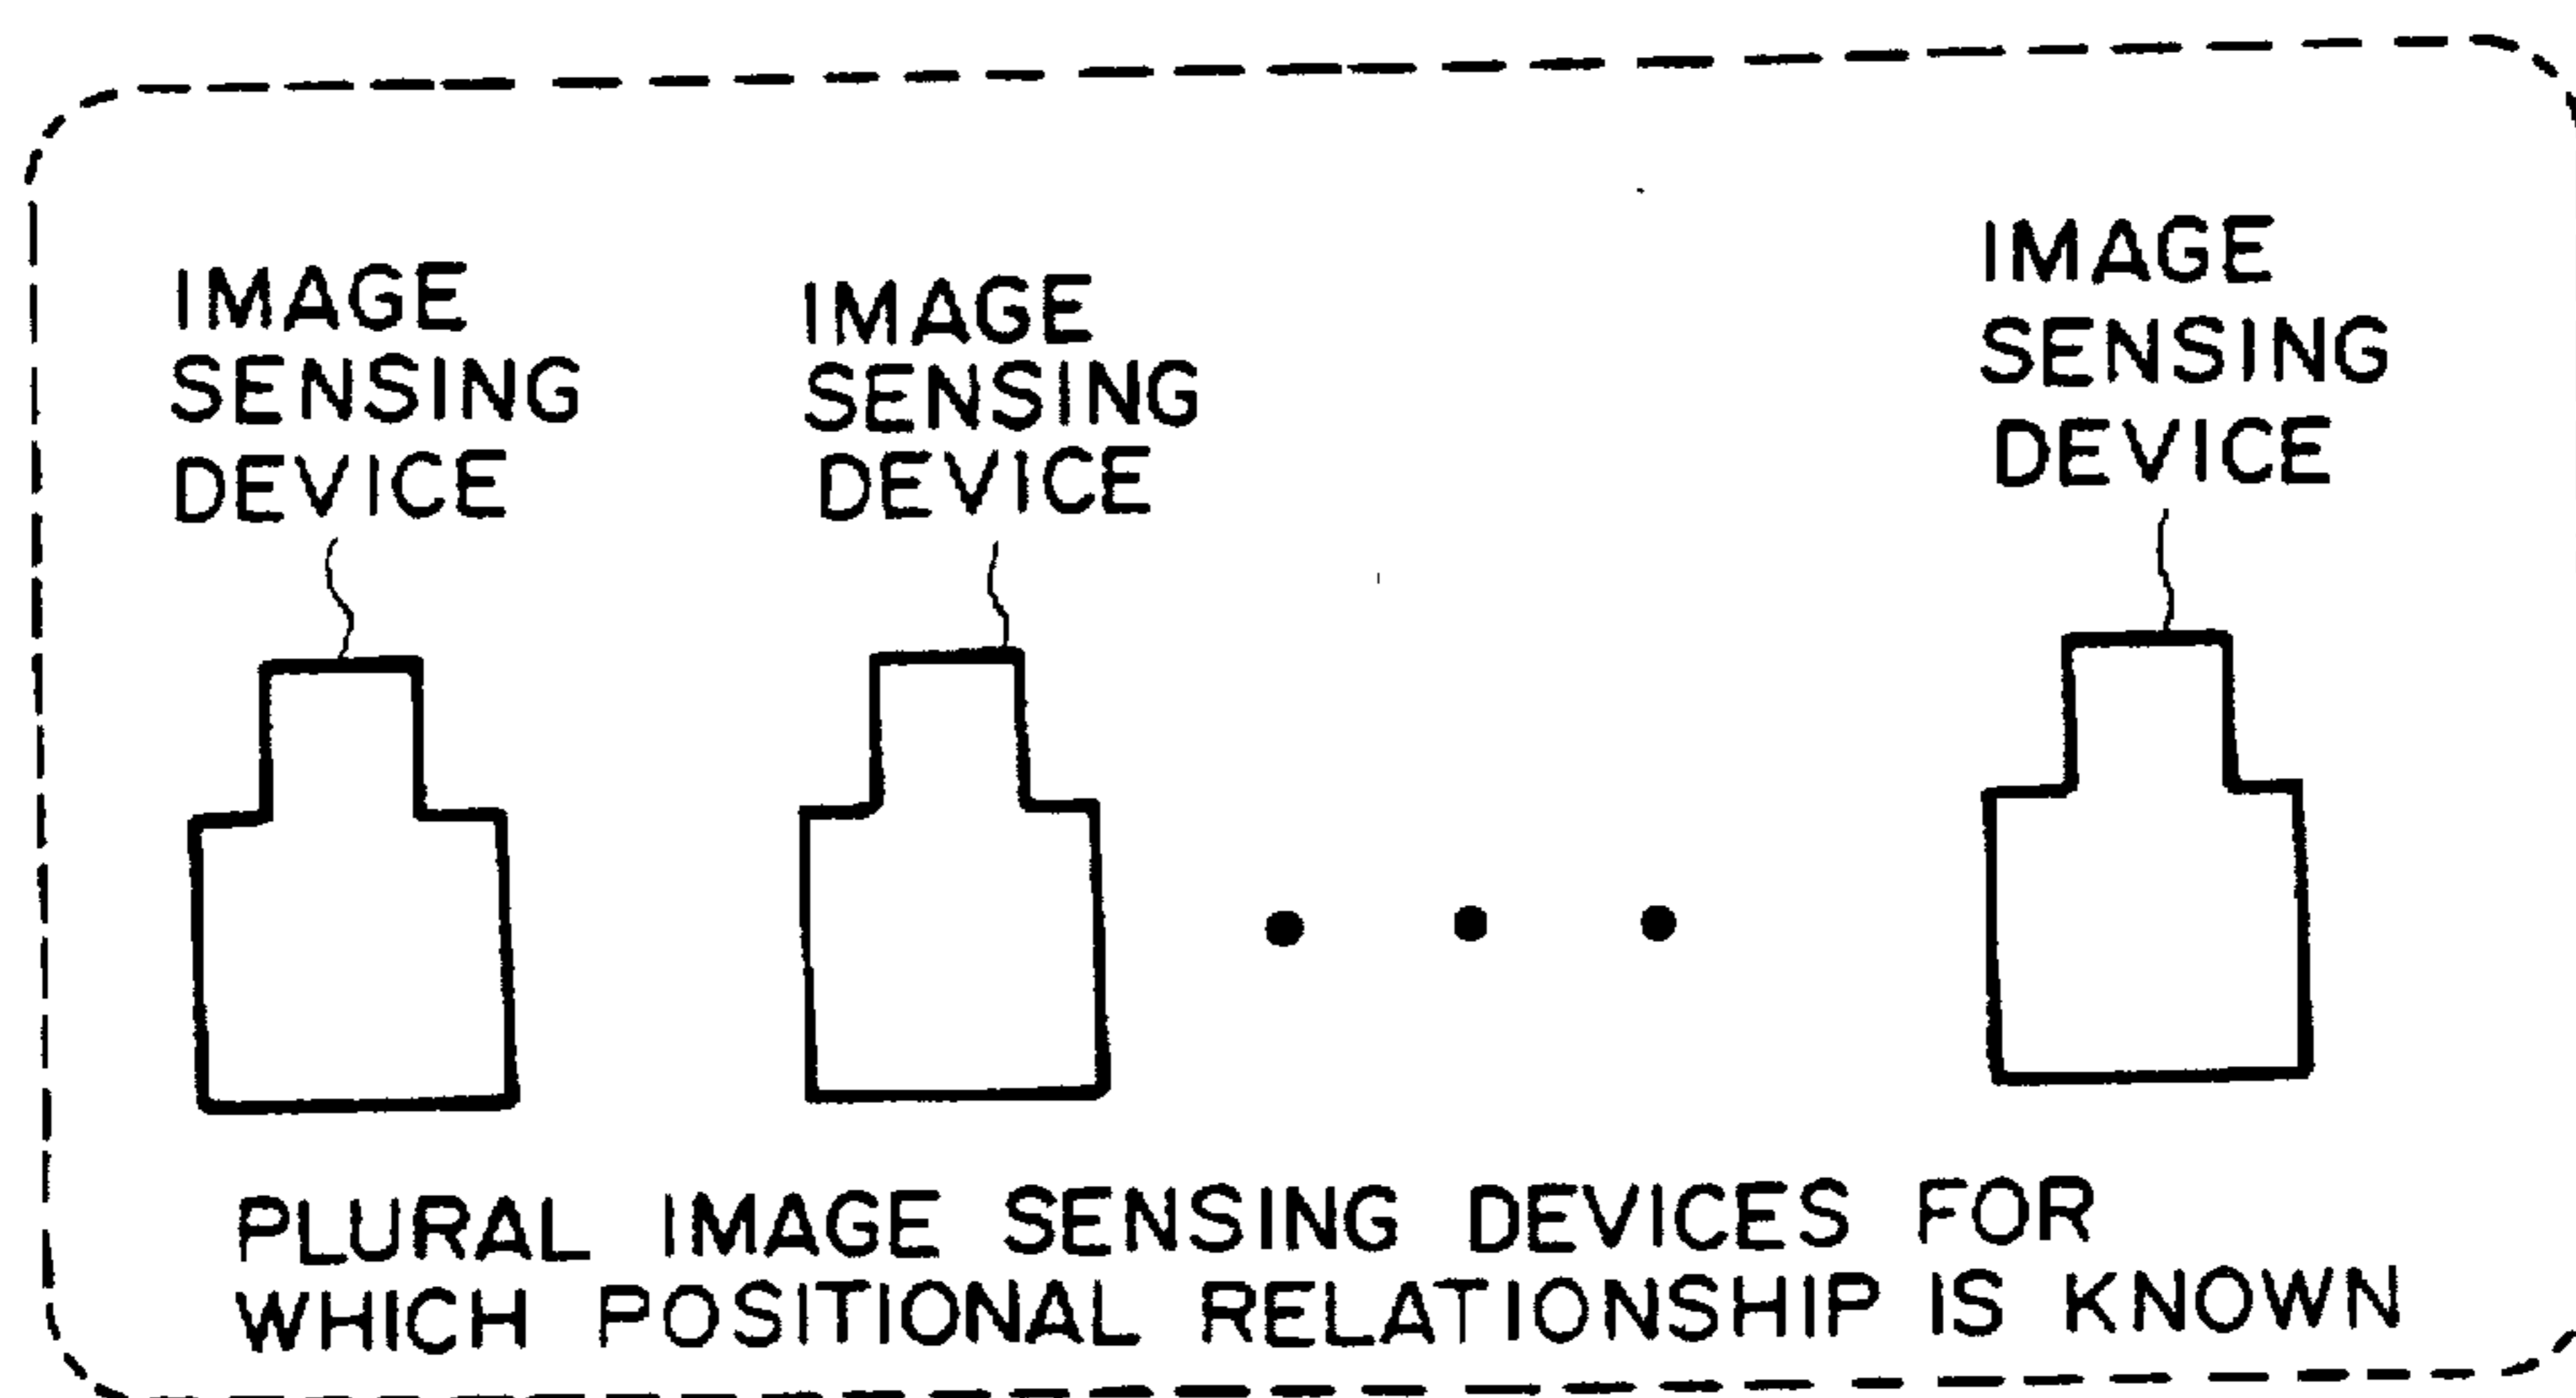 IMAGE
SENSING
DEVICE
IMAGE
SENSING
DEVICE
IMAGE
SENSING
DEVICE
PLURAL IMAGE SENSING DEVICES FOR
WHICH POSITIONAL RELATIONSHIP IS KNOWN